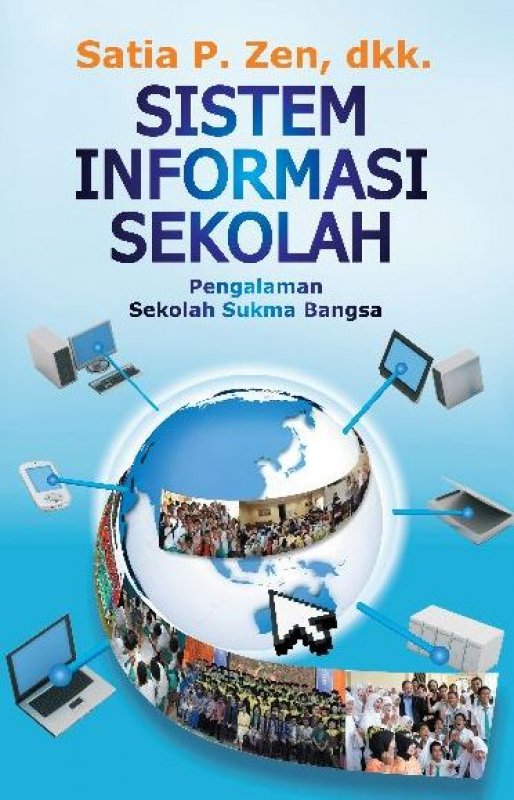 Satia P. Zen, dkk.
SISTEM
INFORMASI
SEKOLAH
Pengalaman
Sekolah Sukma Bangsa